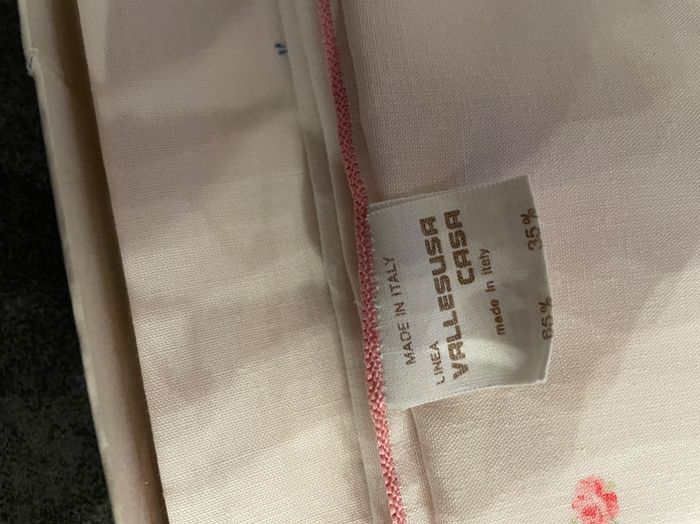 MADE IN ITALY
LINEA
VALLESUSA
CASA
made in italy
65% 35%